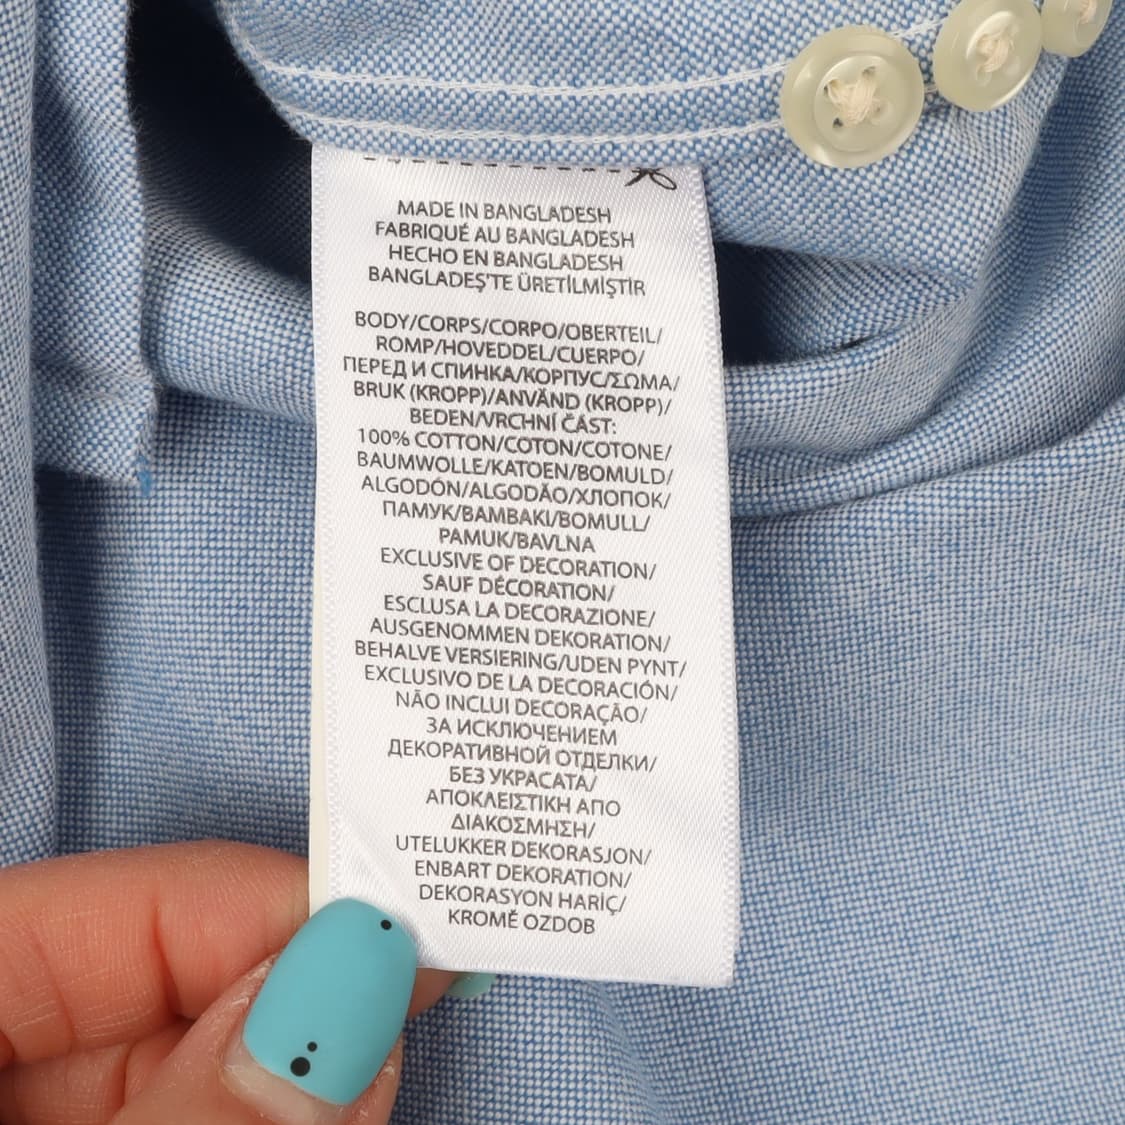 MADE IN BANGLADESH
FABRIQUÉ AU BANGLADESH
HECHO EN BANGLADESH
BANGLADEŞ'TE ÜRETİLMİŞTİR
BODY/CORPS/CORPO/OBERTEIL/
ROMP/HOVEDDEL/CUERPO/
ПЕРЕД И СПИНКА/КОРПУС/ΣΩΜΑ/
BRUK (KROPP)/ANVÄND (KROPP)/
BEDEN/VRCHNÍ ČÁST:
100% COTTON/COTON/COTONE/
BAUMWOLLE/KATOEN/BOMULD/
ALGODÓN/ALGODÃO/ХЛОПОК/
ПАМУК/ΒΑΜΒΑΚΙ/BOMULL/
PAMUK/BAVLNA
EXCLUSIVE OF DECORATION/
SAUF DÉCORATION/
ESCLUSA LA DECORAZIONE/
AUSGENOMMEN DEKORATION/
BEHALVE VERSIERING/UDEN PYNT/
EXCLUSIVO DE LA DECORACIÓN/
NÃO INCLUI DECORAÇÃO/
ЗА ИСКЛЮЧЕНИЕМ
ДЕКОРАТИВНОЙ ОТДЕЛКИ/
БЕЗ УКРАСАТА/
ΑΠΟΚΛΕΙΣΤΙΚΗ ΑΠΟ
ΔΙΑΚΟΣΜΗΣΗ/
UTELUKKER DEKORASJON/
ENBART DEKORATION/
DEKORASYON HARİÇ/
KROMĚ OZDOB